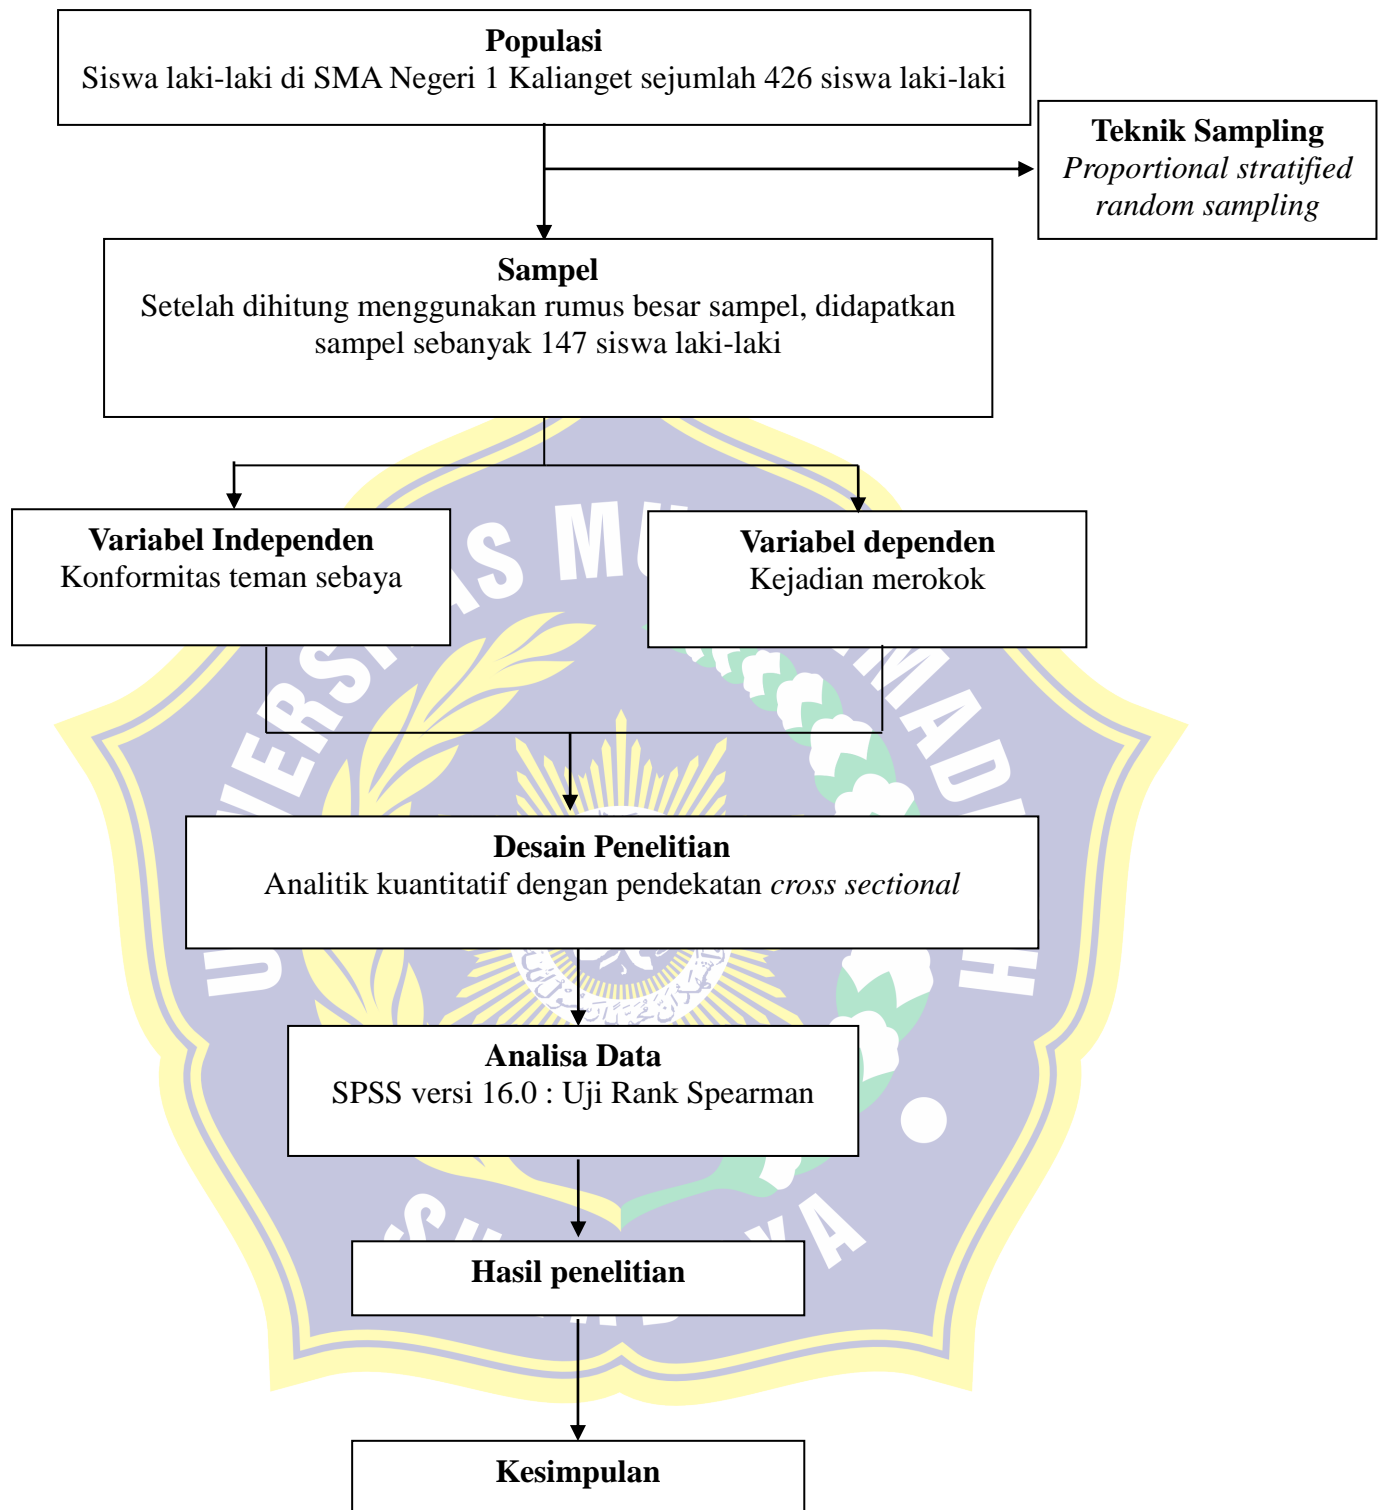 Populasi
Siswa laki-laki di SMA Negeri 1 Kalianget sejumlah 426 siswa laki-laki
Teknik Sampling
Proportional stratified
random sampling
Sampel
Setelah dihitung menggunakan rumus besar sampel, didapatkan
sampel sebanyak 147 siswa laki-laki
Variabel Independen
Konformitas teman sebaya
Variabel dependen
Kejadian merokok
Desain Penelitian
Analitik kuantitatif dengan pendekatan cross sectional
Analisa Data
SPSS versi 16.0 : Uji Rank Spearman
Hasil penelitian
Kesimpulan